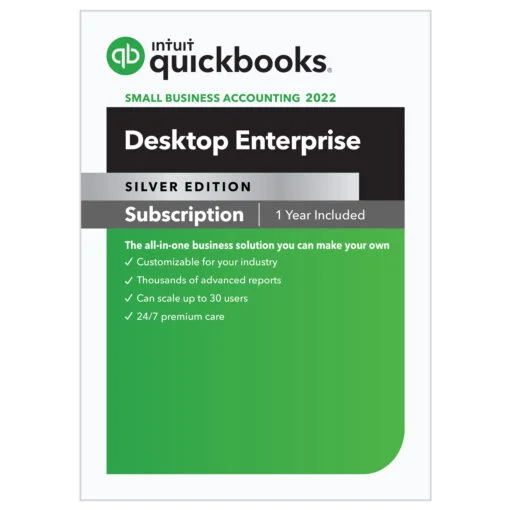 intuit
qb quickbooks.
SMALL BUSINESS ACCOUNTING 2022
Desktop Enterprise
SILVER EDITION
Subscription | 1 Year Included
The all-in-one business solution you can make your own
✓ Customizable for your industry
✓ Thousands of advanced reports
✓ Can scale up to 30 users
✓ 24/7 premium care